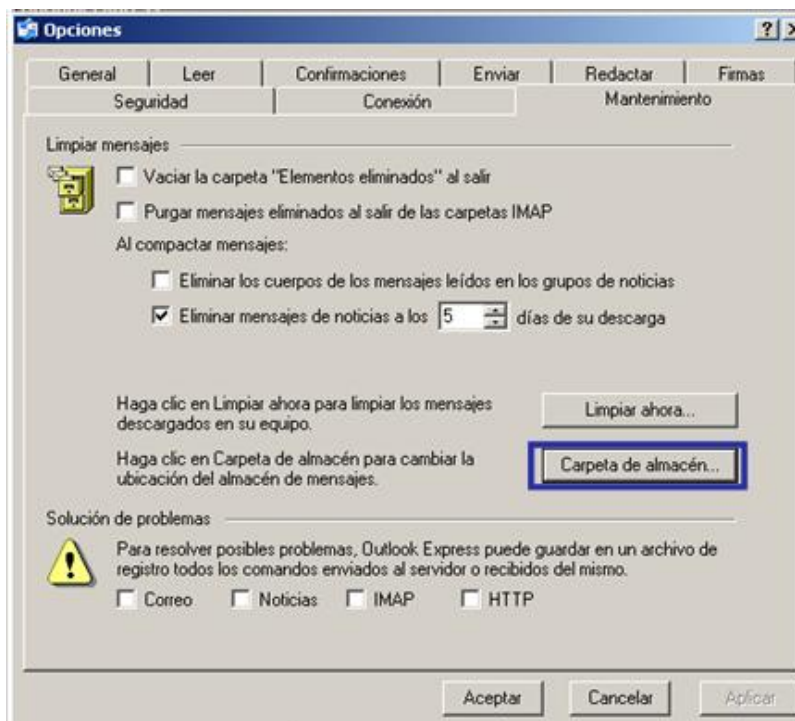 Opciones
General Leer Confirmaciones Enviar Redactar Firmas
Seguridad Conexión Mantenimiento
Limpiar mensajes
Vaciar la carpeta "Elementos eliminados" al salir
Purgar mensajes eliminados al salir de las carpetas IMAP
Al compactar mensajes:
Eliminar los cuerpos de los mensajes leídos en los grupos de noticias
Eliminar mensajes de noticias a los 5 días de su descarga
Haga clic en Limpiar ahora para limpiar los mensajes
descargados en su equipo.
Limpiar ahora...
Haga clic en Carpeta de almacén para cambiar la
ubicación del almacén de mensajes.
Carpeta de almacén...
Solución de problemas
Para resolver posibles problemas, Outlook Express puede guardar en un archivo de
registro todos los comandos enviados al servidor o recibidos del mismo.
Correo Noticias IMAP HTTP
Aceptar Cancelar Aplicar